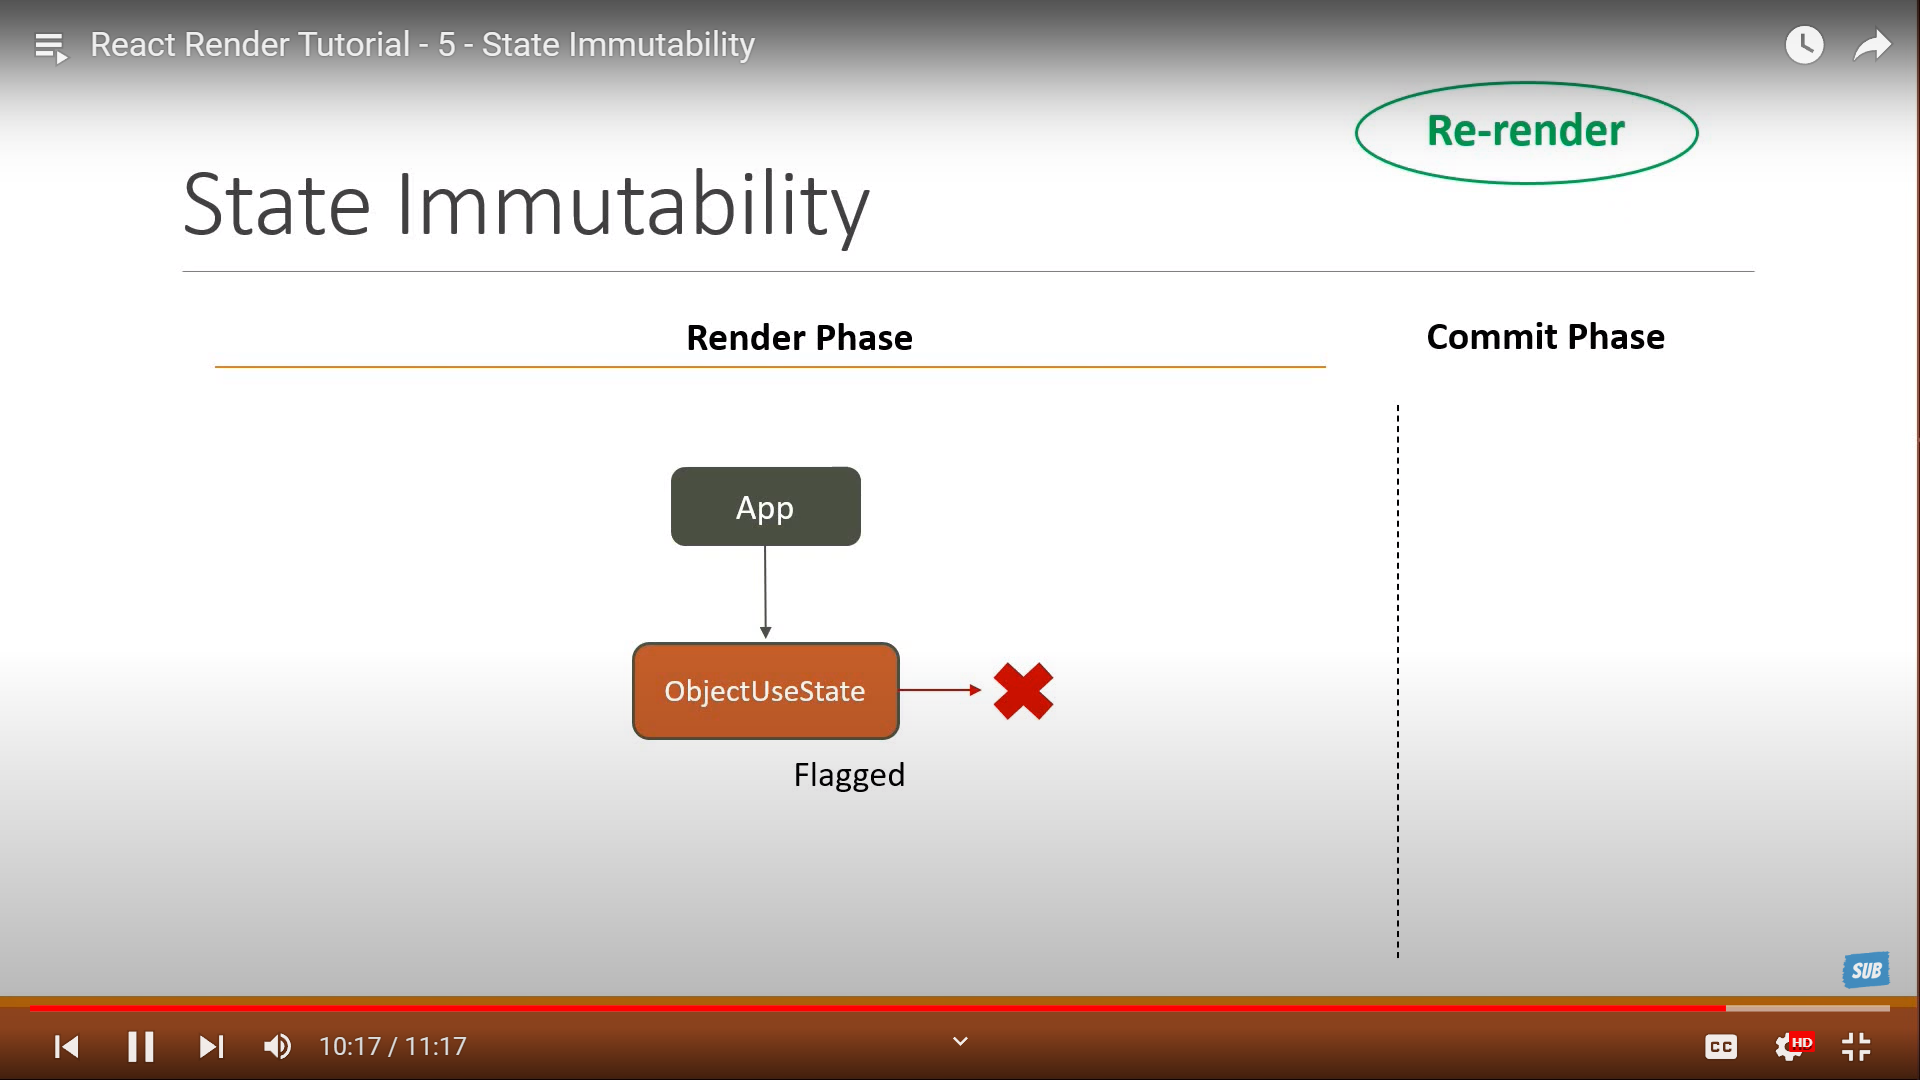 React Render Tutorial - 5 - State Immutability
Re-render
State Immutability
Render Phase
Commit Phase
App
ObjectUseState
Flagged
SUB
10:17 / 11:17
CC
HD